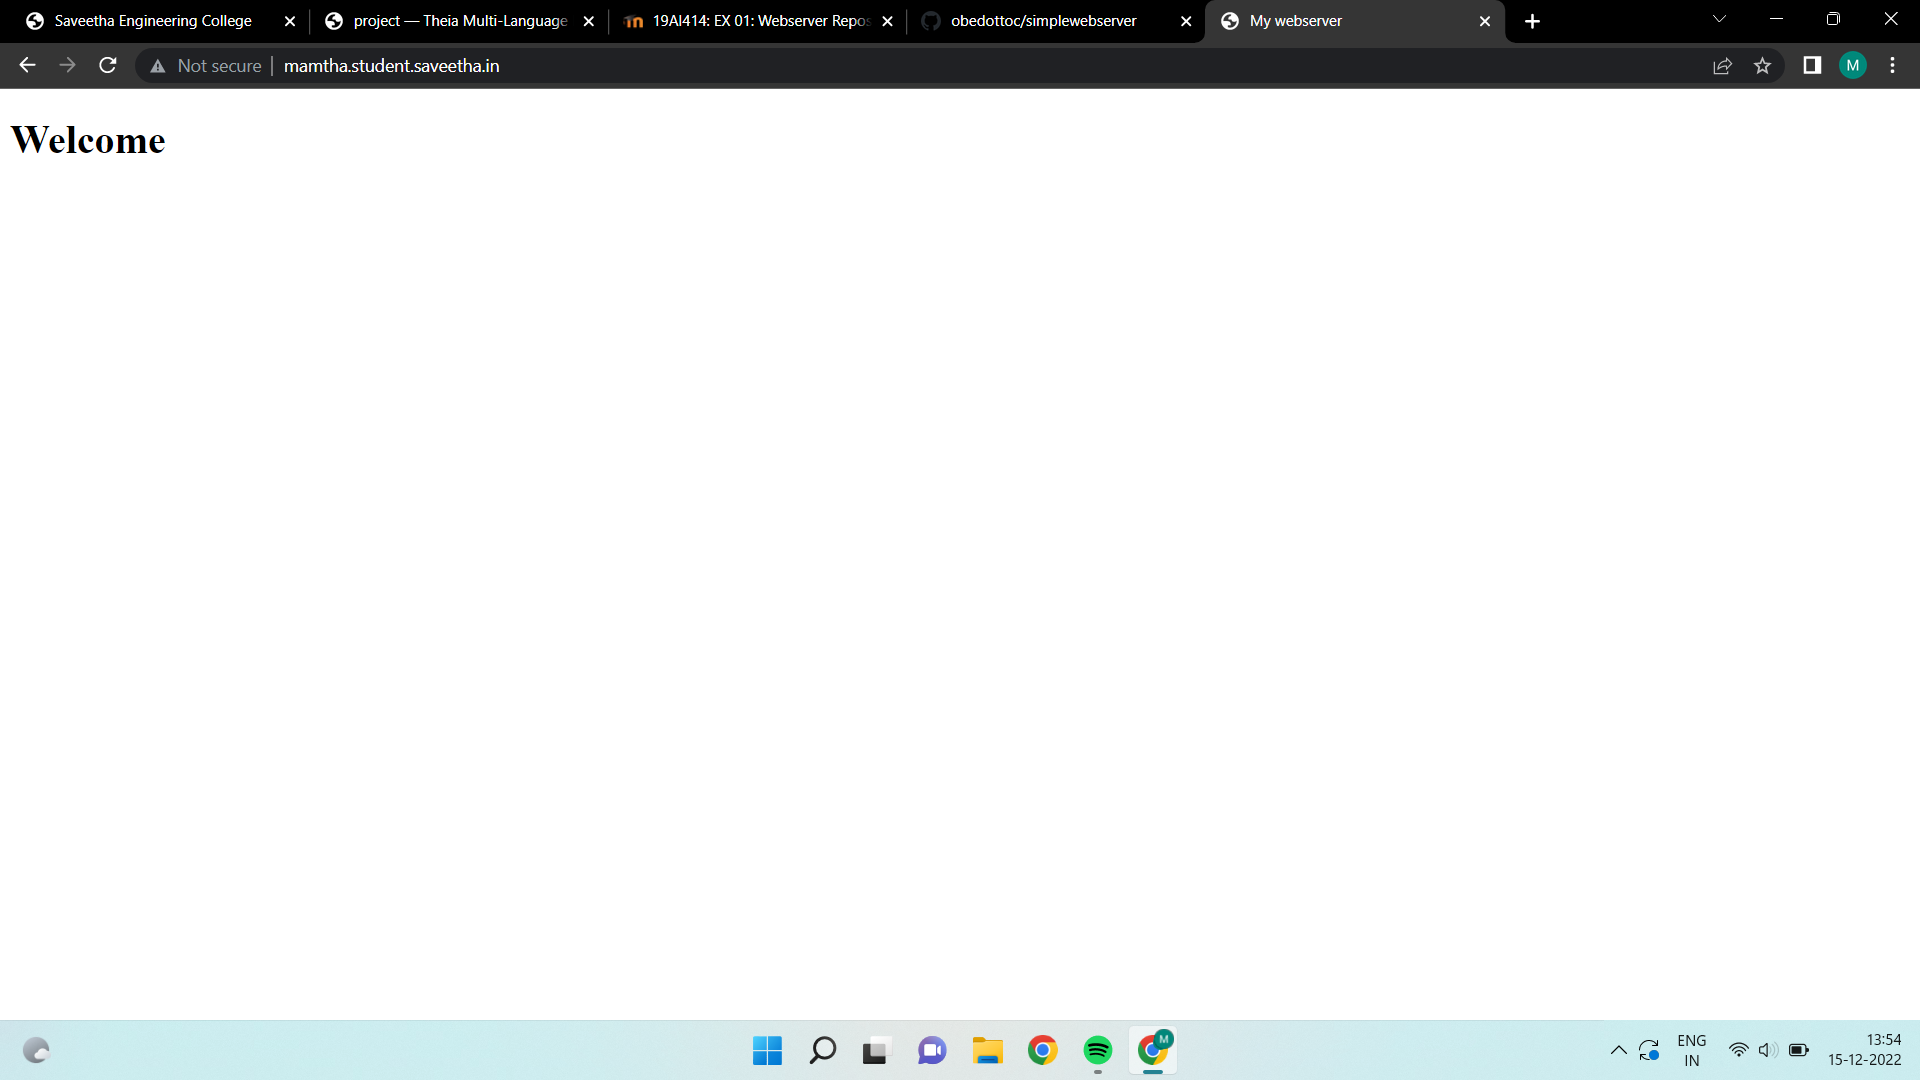 Saveetha Engineering College
project — Theia Multi-Language
19AI414: EX 01: Webserver Repos
obedottoc/simplewebserver
My webserver
Not secure
mamtha.student.saveetha.in
M
Welcome
M
ENG
IN
13:54
15-12-2022